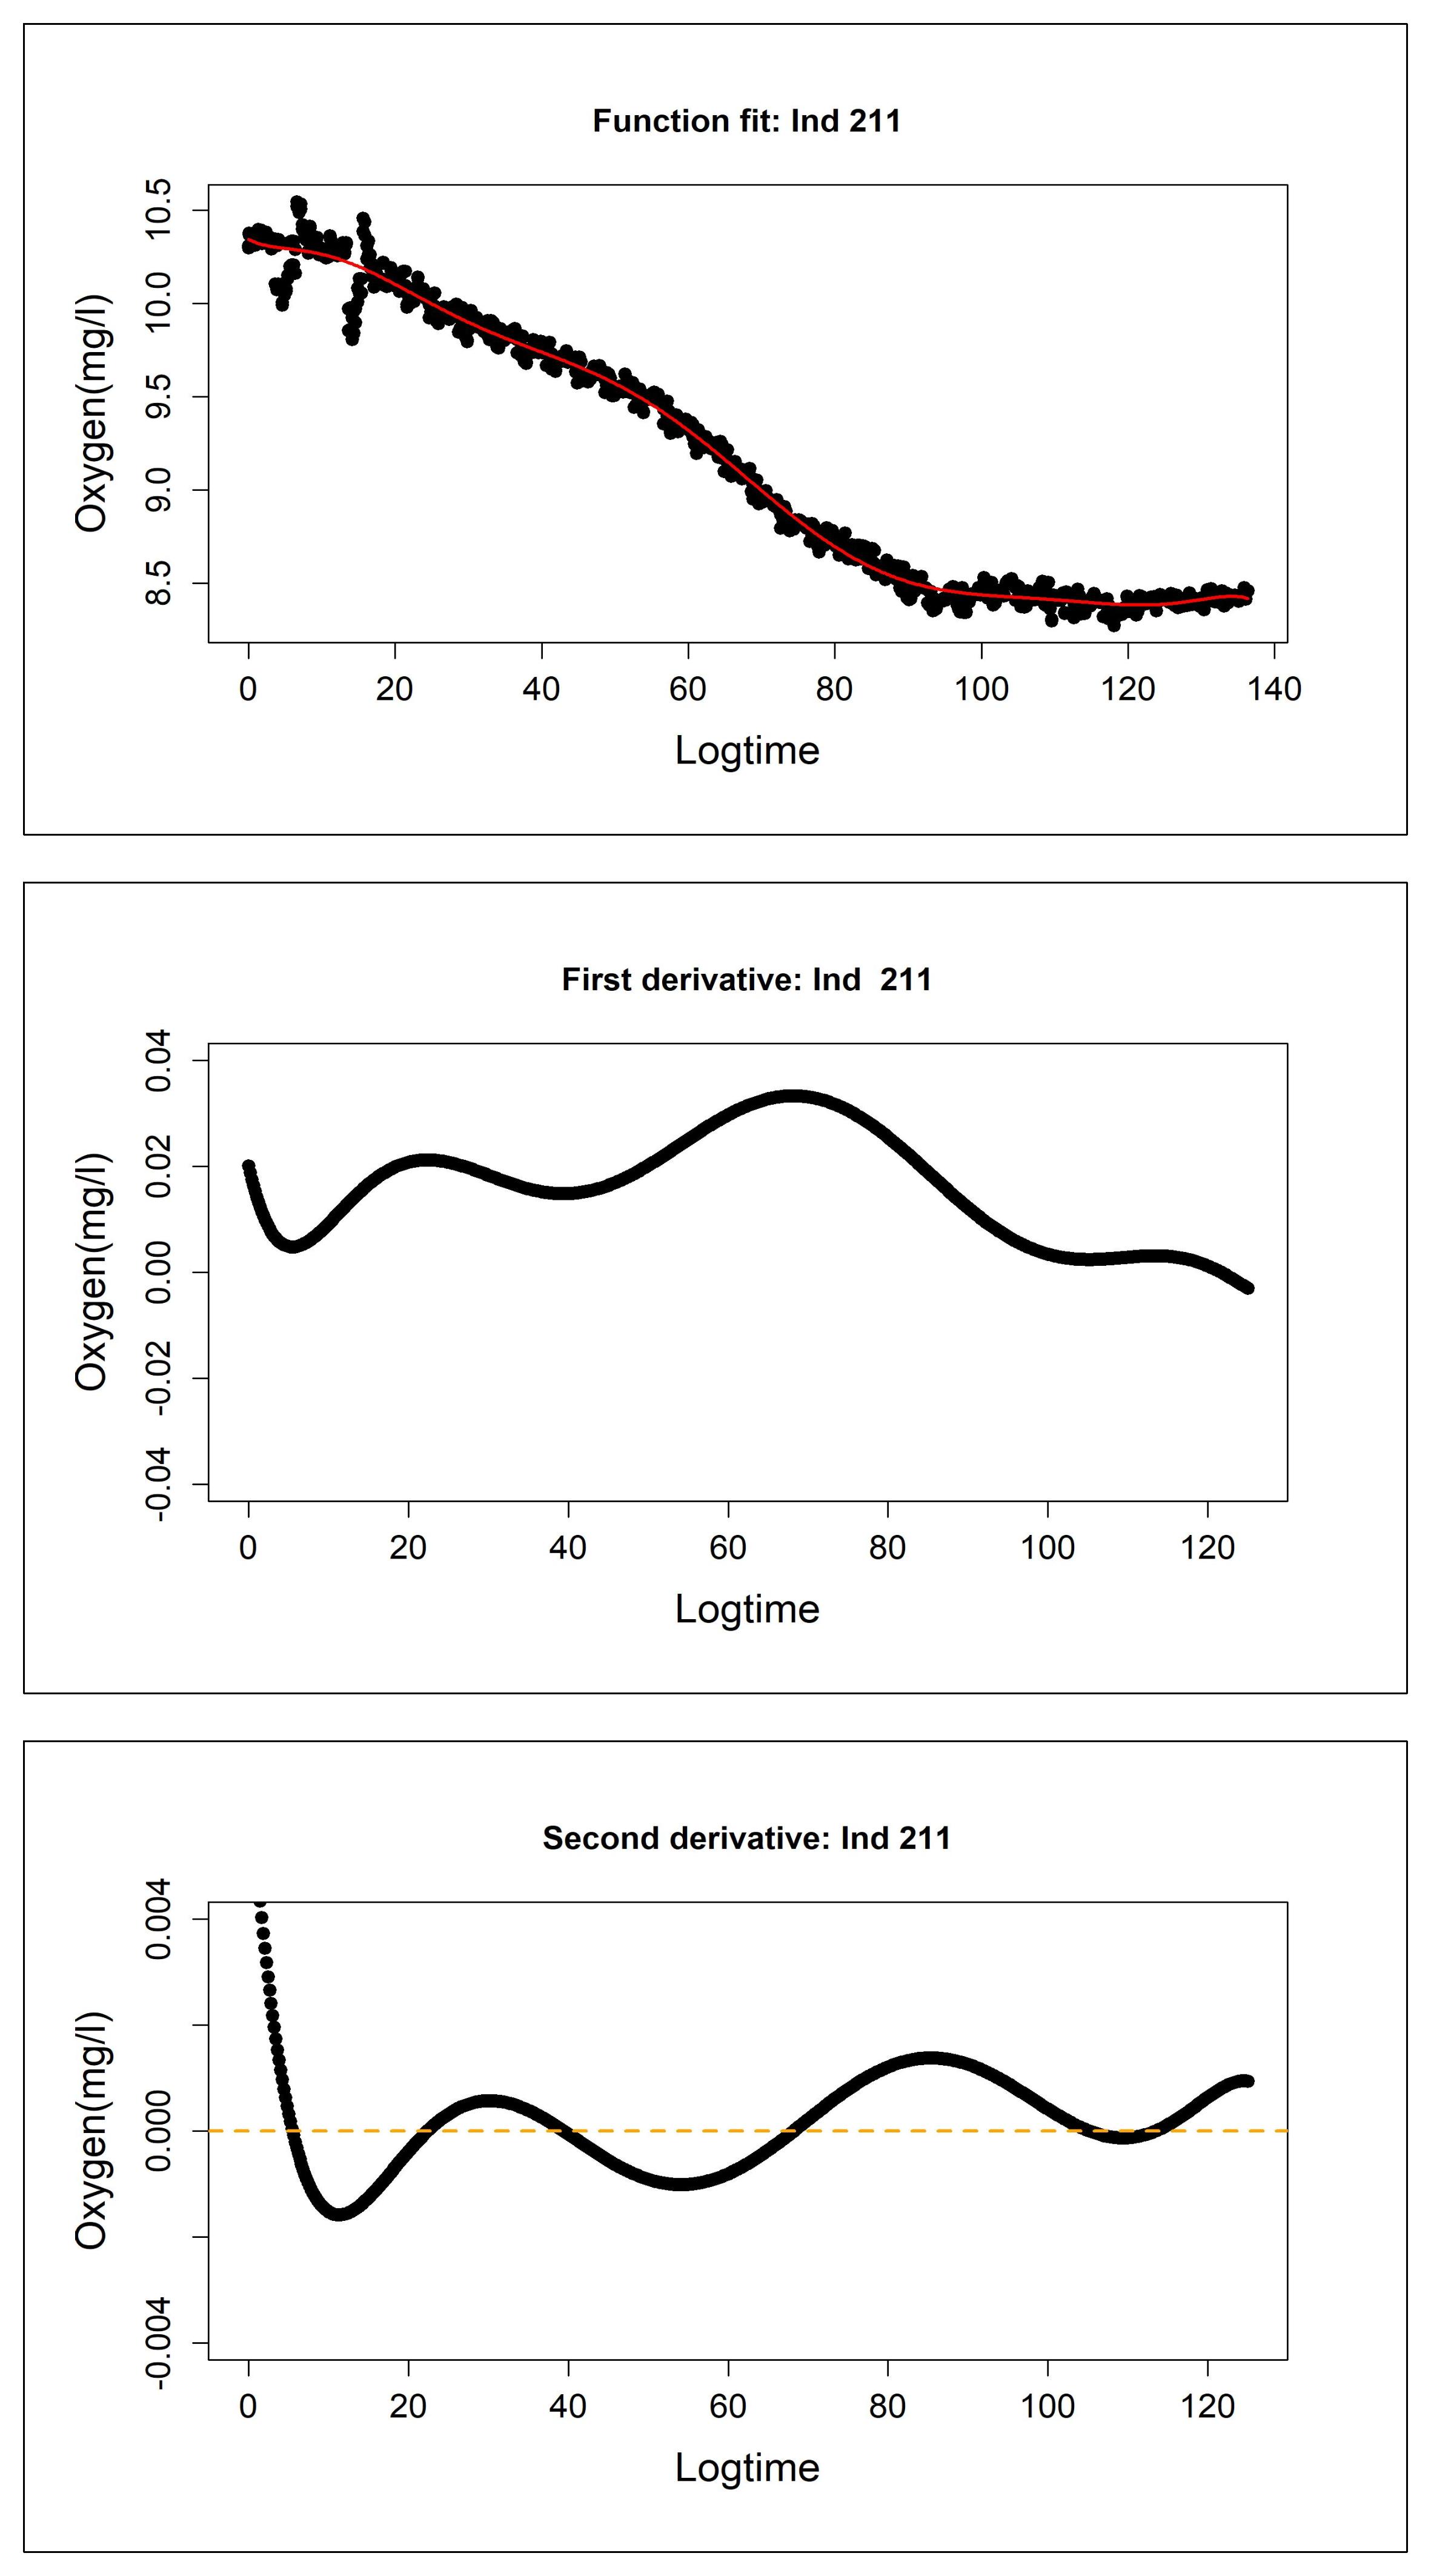 Function fit: Ind 211
Oxygen(mg/l)
10.5
10.0
9.5
9.0
8.5
0 20 40 60 80 100 120 140
Logtime
First derivative: Ind  211
Oxygen(mg/l)
0.04
0.02
0.00
-0.02
-0.04
0 20 40 60 80 100 120
Logtime
Second derivative: Ind 211
Oxygen(mg/l)
0.004
0.000
-0.004
0 20 40 60 80 100 120
Logtime